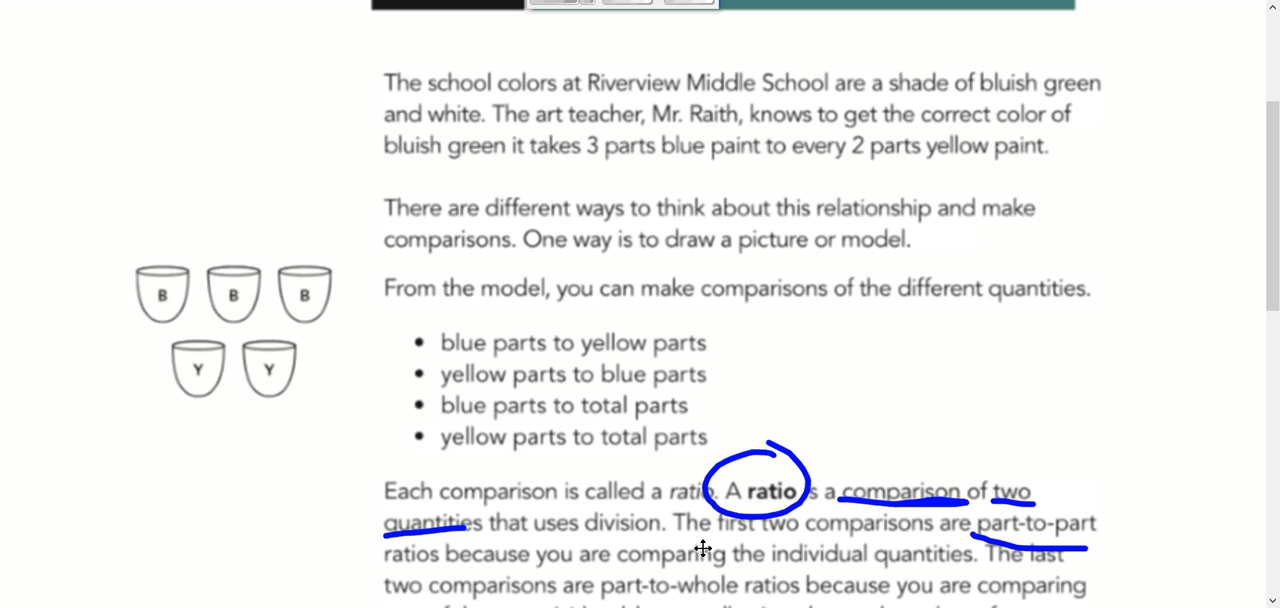 The school colors at Riverview Middle School are a shade of bluish green
and white. The art teacher, Mr. Raith, knows to get the correct color of
bluish green it takes 3 parts blue paint to every 2 parts yellow paint.
There are different ways to think about this relationship and make
comparisons. One way is to draw a picture or model.
B B B
Y Y
From the model, you can make comparisons of the different quantities.
• blue parts to yellow parts
• yellow parts to blue parts
• blue parts to total parts
• yellow parts to total parts
Each comparison is called a ratio. A ratio is a comparison of two
quantities that uses division. The first two comparisons are part-to-part
ratios because you are comparing the individual quantities. The last
two comparisons are part-to-whole ratios because you are comparing